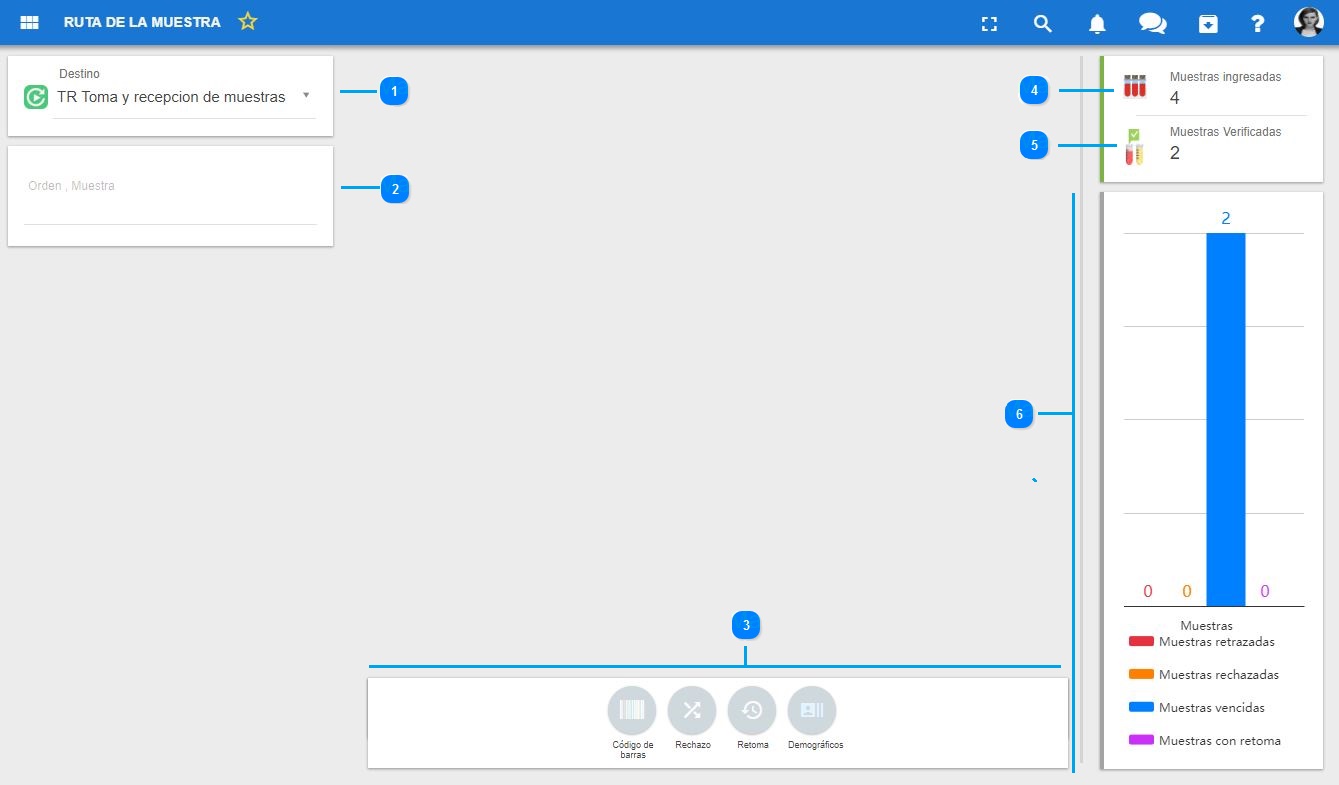 RUTA DE LA MUESTRA
?
Destino
TR Toma y recepcion de muestras
1
Orden , Muestra
2
4
Muestras ingresadas
4
5
Muestras Verificadas
2
6
2
0
0
0
Muestras
Muestras retrazadas
Muestras rechazadas
Muestras vencidas
Muestras con retoma
3
Código de
barras
Rechazo
Retoma
Demográficos